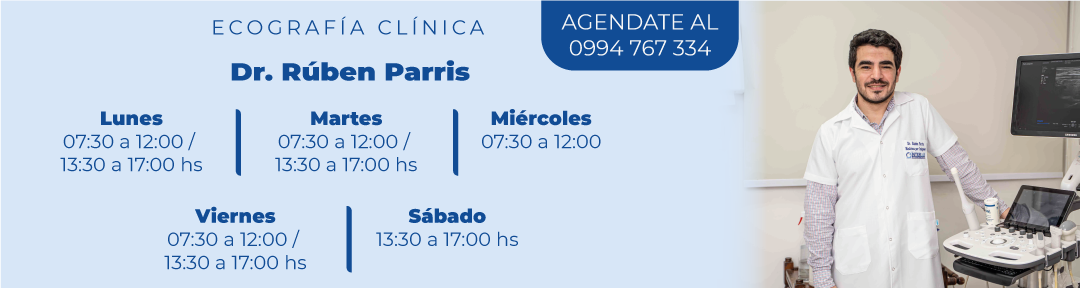 ECOGRAFÍA CLÍNICA
AGENDATE AL
0994 767 334
Dr. Rúben Parris
Lunes
07:30 a 12:00 /
13:30 a 17:00 hs
Martes
07:30 a 12:00 /
13:30 a 17:00 hs
Miércoles
07:30 a 12:00
Viernes
07:30 a 12:00 /
13:30 a 17:00 hs
Sábado
13:30 a 17:00 hs